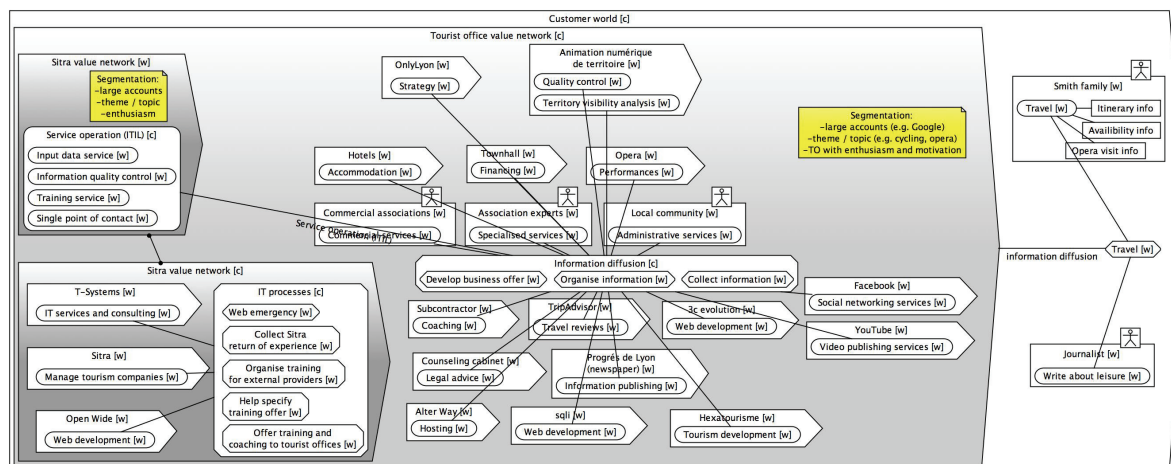 Customer world [c]
Tourist office value network [c]
Sitra value network [w]
Segmentation:
-large accounts
-theme / topic
-enthusiasm
Service operation (ITIL) [c]
Input data service [w]
Information quality control [w]
Training service [w]
Single point of contact [w]
OnlyLyon [w]
Strategy [w]
Animation numérique
de territoire [w]
Quality control [w]
Territory visibility analysis [w]
Segmentation:
-large accounts (e.g. Google)
-theme / topic (e.g. cycling, opera)
-TO with enthusiasm and motivation
Smith family [w]
Travel [w]
Itinerary info
Availibility info
Opera visit info
Hotels [w]
Accommodation [w]
Townhall [w]
Financing [w]
Opera [w]
Performances [w]
Commercial associations [w]
Commercial services [w]
Association experts [w]
Specialised services [w]
Local community [w]
Administrative services [w]
Service operation (ITIL)
Information diffusion [c]
Develop business offer [w]
Organise information [w]
Collect information [w]
information diffusion
Travel [w]
Sitra value network [c]
T-Systems [w]
IT services and consulting [w]
Sitra [w]
Manage tourism companies [w]
Open Wide [w]
Web development [w]
IT processes [c]
Web emergency [w]
Collect Sitra
return of experience [w]
Organise training
for external providers [w]
Help specify
training offer [w]
Offer training and
coaching to tourist offices [w]
Subcontractor [w]
Coaching [w]
TripAdvisor [w]
Travel reviews [w]
3c evolution [w]
Web development [w]
Facebook [w]
Social networking services [w]
YouTube [w]
Video publishing services [w]
Counseling cabinet [w]
Legal advice [w]
Progrés de Lyon
(newspaper) [w]
Information publishing [w]
Alter Way [w]
Hosting [w]
sqli [w]
Web development [w]
Hexatourisme [w]
Tourism development [w]
Journalist [w]
Write about leisure [w]